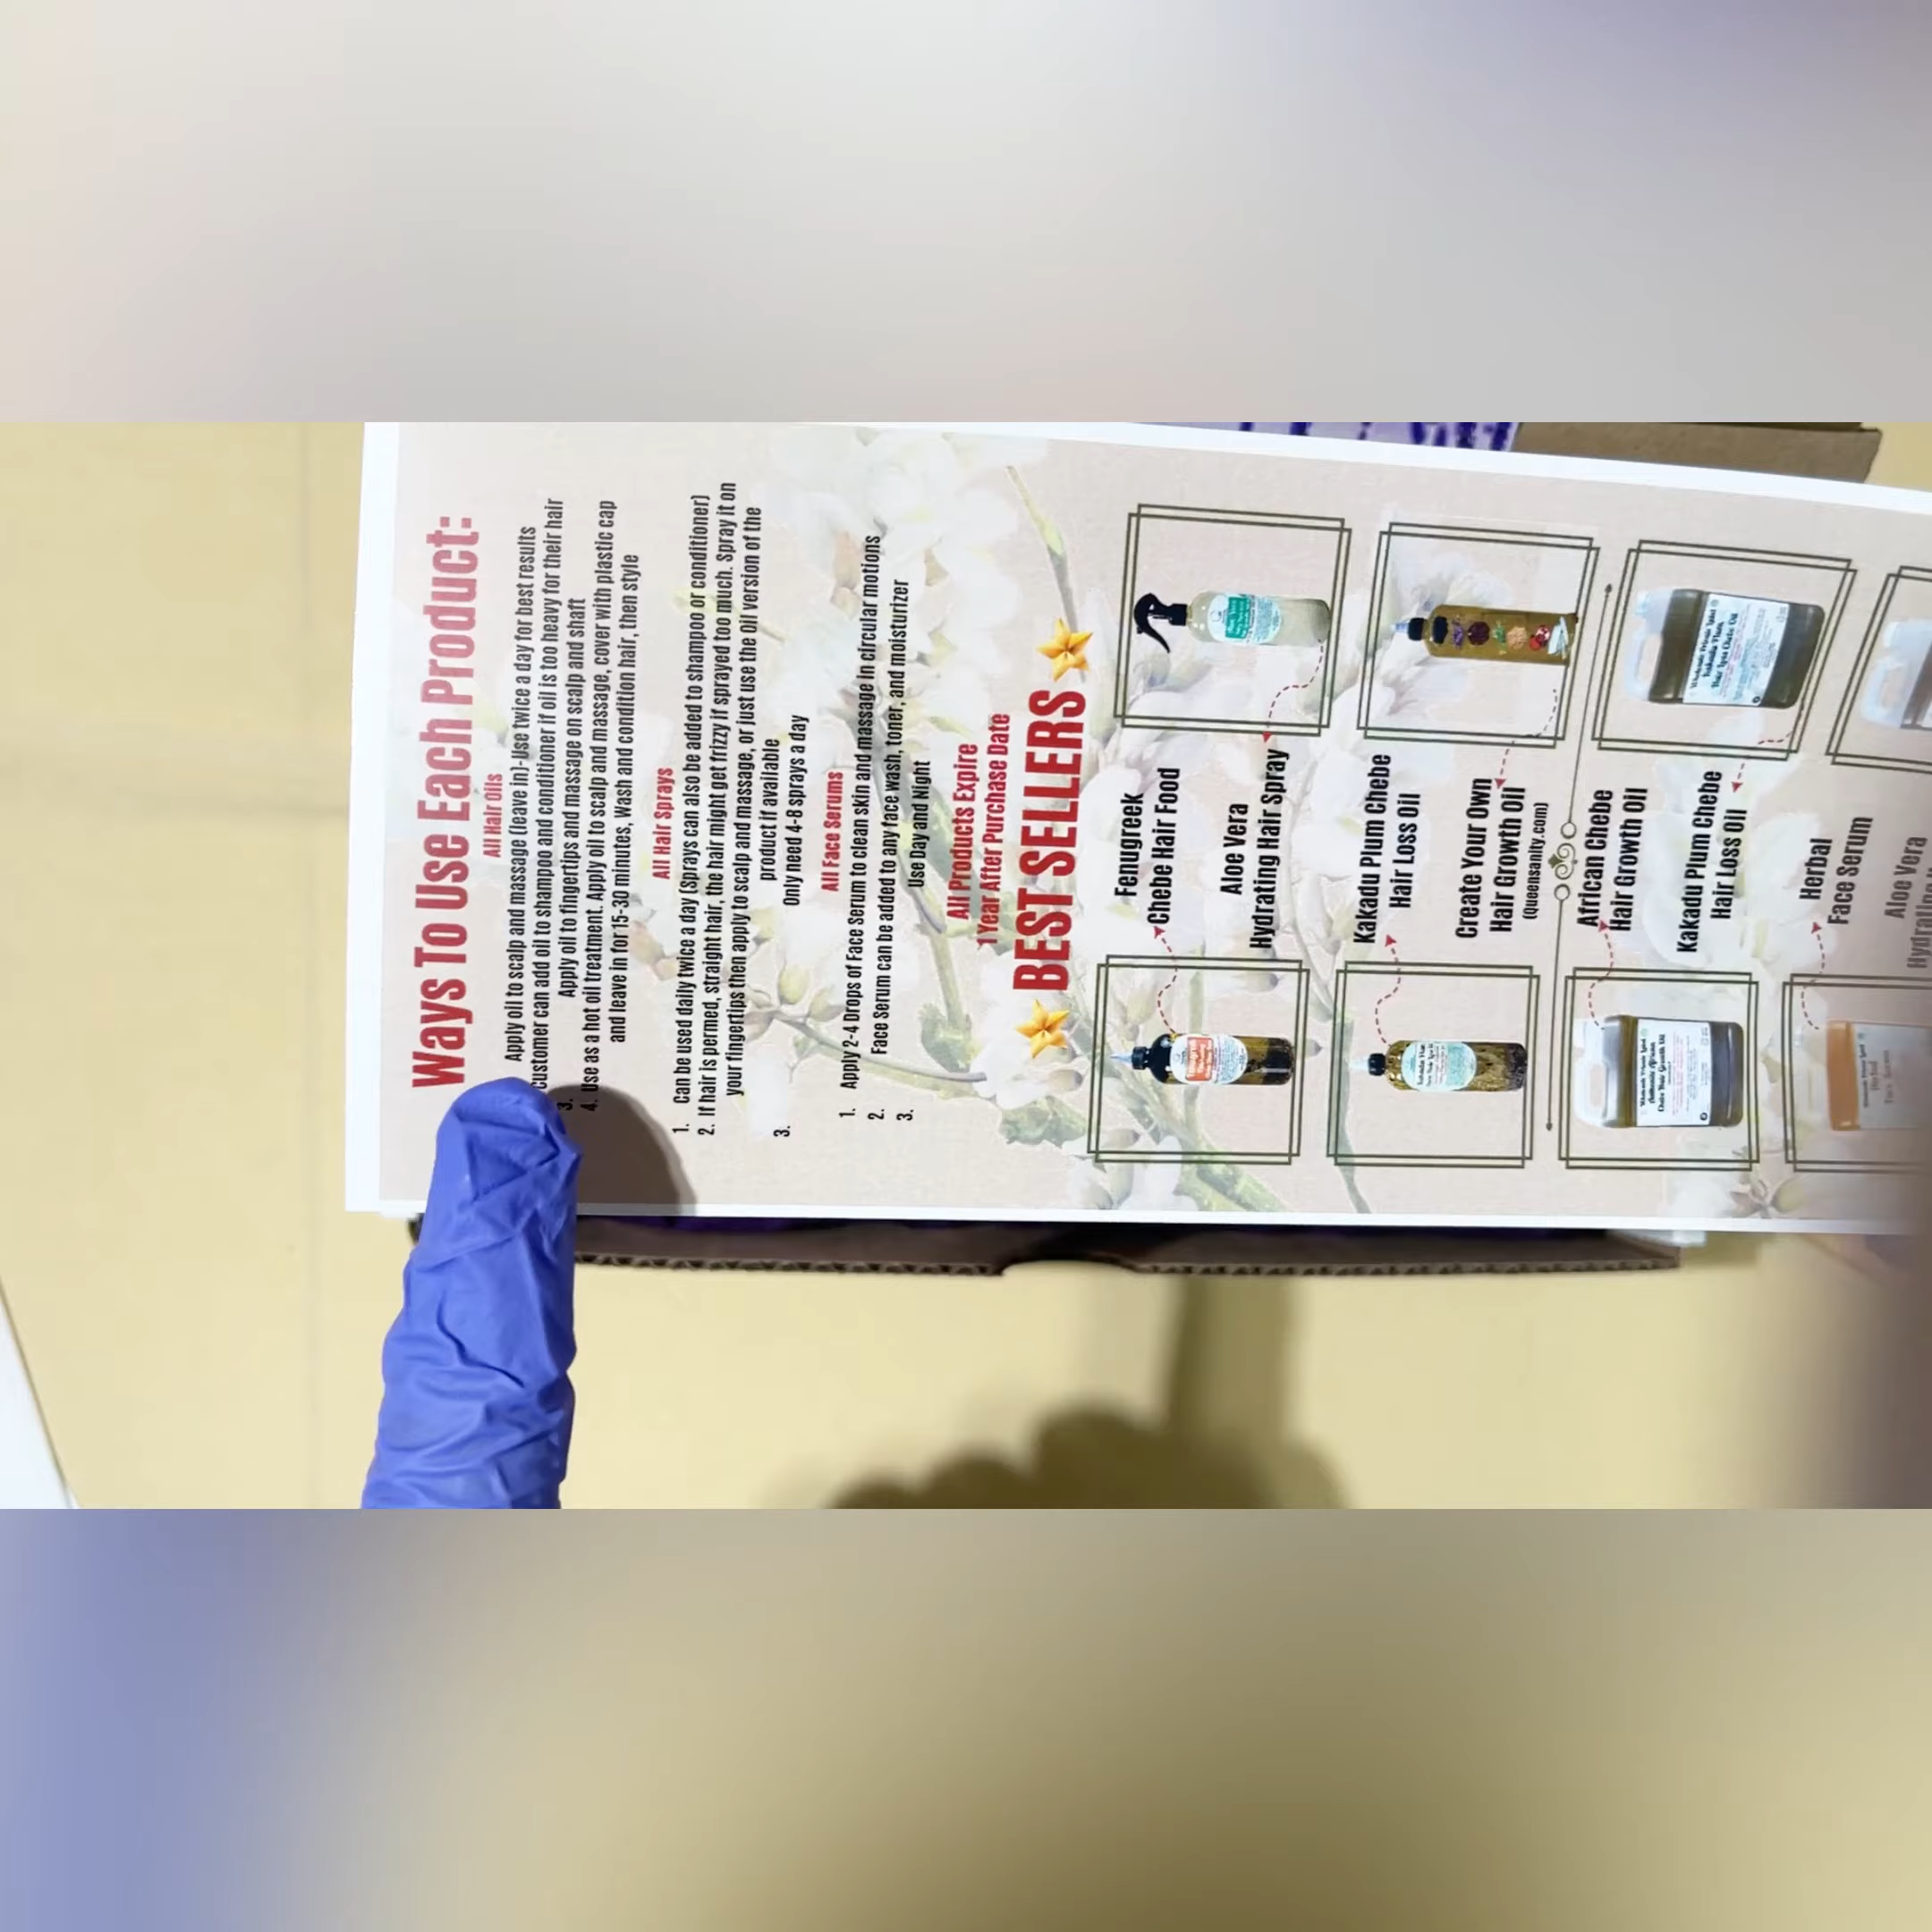 Ways To Use Each Product:
All Hair Oils
Apply oil to scalp and massage (leave in)-Use twice a day for best results
customer can add oil to shampoo and conditioner if oil is too heavy for their hair
3. Apply oil to fingertips and massage on scalp and shaft
4. Use as a hot oil treatment. Apply oil to scalp and massage, cover with plastic cap
and leave in for 15-30 minutes, Wash and condition hair, then style
All Hair Sprays
1. Can be used daily twice a day (Sprays can also be added to shampoo or conditioner)
2. If hair is permed, straight hair, the hair might get frizzy if sprayed too much. Spray it on
your fingertips then apply to scalp and massage, or just use the oil version of the
product if available
3. Only need 4-8 sprays a day
All Face Serums
1. Apply 2-4 Drops of Face Serum to clean skin and massage in circular motions
2. Face Serum can be added to any face wash, toner, and moisturizer
3. Use Day and Night
All Products Expire
1 Year After Purchase Date
BEST SELLERS
Fenugreek
Chebe Hair Food
Aloe Vera
Hydrating Hair Spray
Kakadu Plum Chebe
Hair Loss Oil
Create Your Own
Hair Growth Oil
(Queensanity.com)
African Chebe
Hair Growth Oil
Kakadu Plum Chebe
Hair Loss Oil
Herbal
Face Serum
Aloe Vera